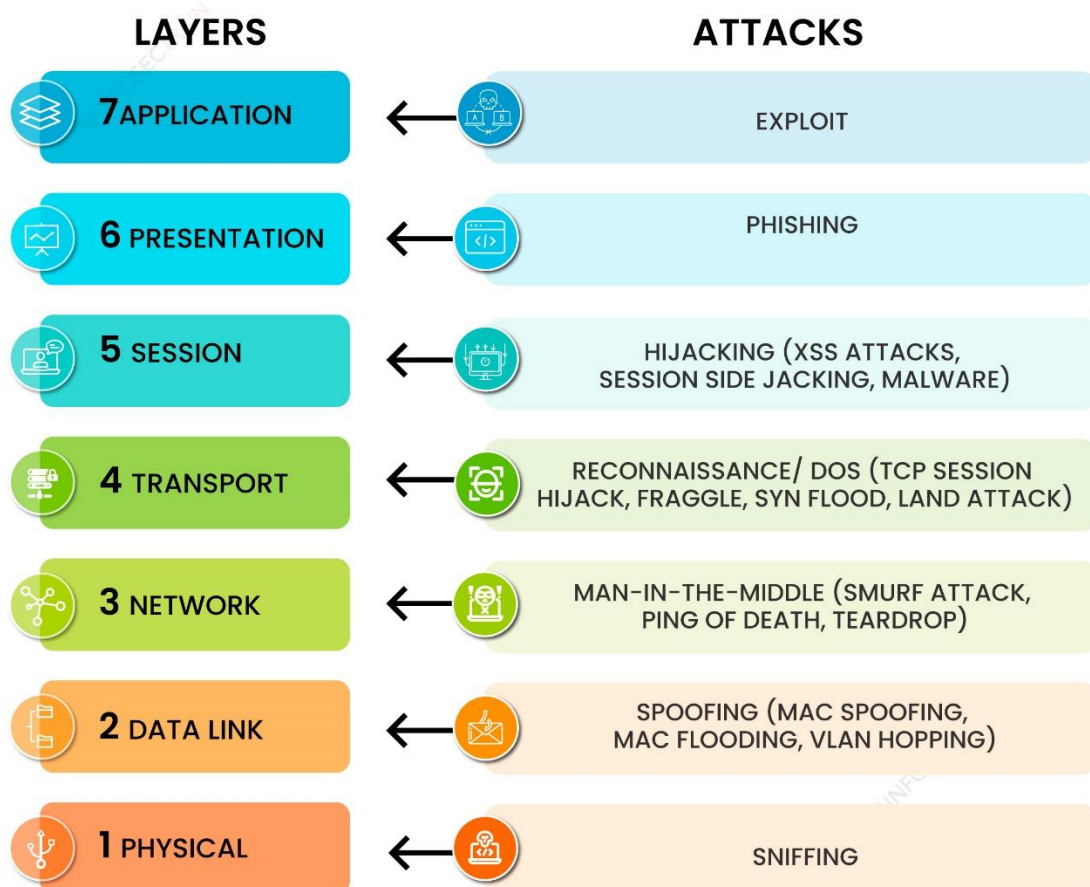 LAYERS
ATTACKS
7APPLICATION
EXPLOIT
6 PRESENTATION
PHISHING
5 SESSION
HIJACKING (XSS ATTACKS,
SESSION SIDE JACKING, MALWARE)
4 TRANSPORT
RECONNAISSANCE/ DOS (TCP SESSION
HIJACK, FRAGGLE, SYN FLOOD, LAND ATTACK)
3 NETWORK
MAN-IN-THE-MIDDLE (SMURF ATTACK,
PING OF DEATH, TEARDROP)
2 DATA LINK
SPOOFING (MAC SPOOFING,
MAC FLOODING, VLAN HOPPING)
1 PHYSICAL
SNIFFING